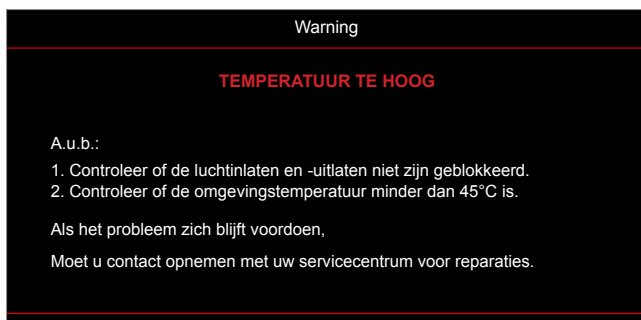 Warning
TEMPERATUUR TE HOOG
A.u.b.:
1. Controleer of de luchtinlaten en -uitlaten niet zijn geblokkeerd.
2. Controleer of de omgevingstemperatuur minder dan 45°C is.
Als het probleem zich blijft voordoen,
Moet u contact opnemen met uw servicecentrum voor reparaties.